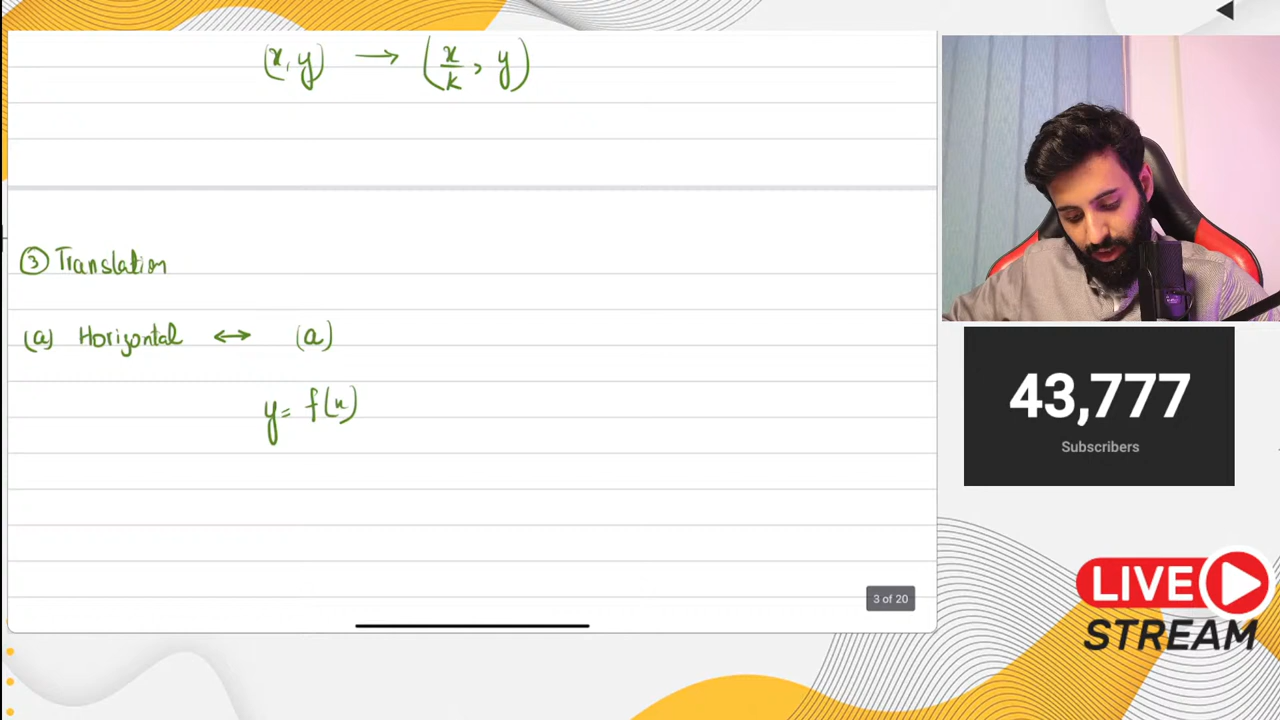 (x, y) → (x/k, y)
③ Translation
(a) Horizontal ↔ (a)
y = f(x)
3 of 20
43,777
Subscribers
LIVE
STREAM